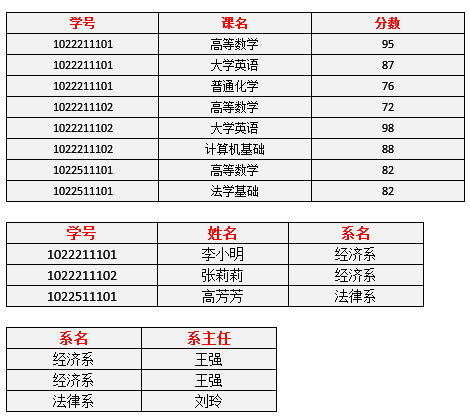 学号 课名 分数
1022211101 高等数学 95
1022211101 大学英语 87
1022211101 普通化学 76
1022211102 高等数学 72
1022211102 大学英语 98
1022211102 计算机基础 88
1022511101 高等数学 82
1022511101 法学基础 82
学号 姓名 系名
1022211101 李小明 经济系
1022211102 张莉莉 经济系
1022511101 高芳芳 法律系
系名 系主任
经济系 王强
经济系 王强
法律系 刘玲